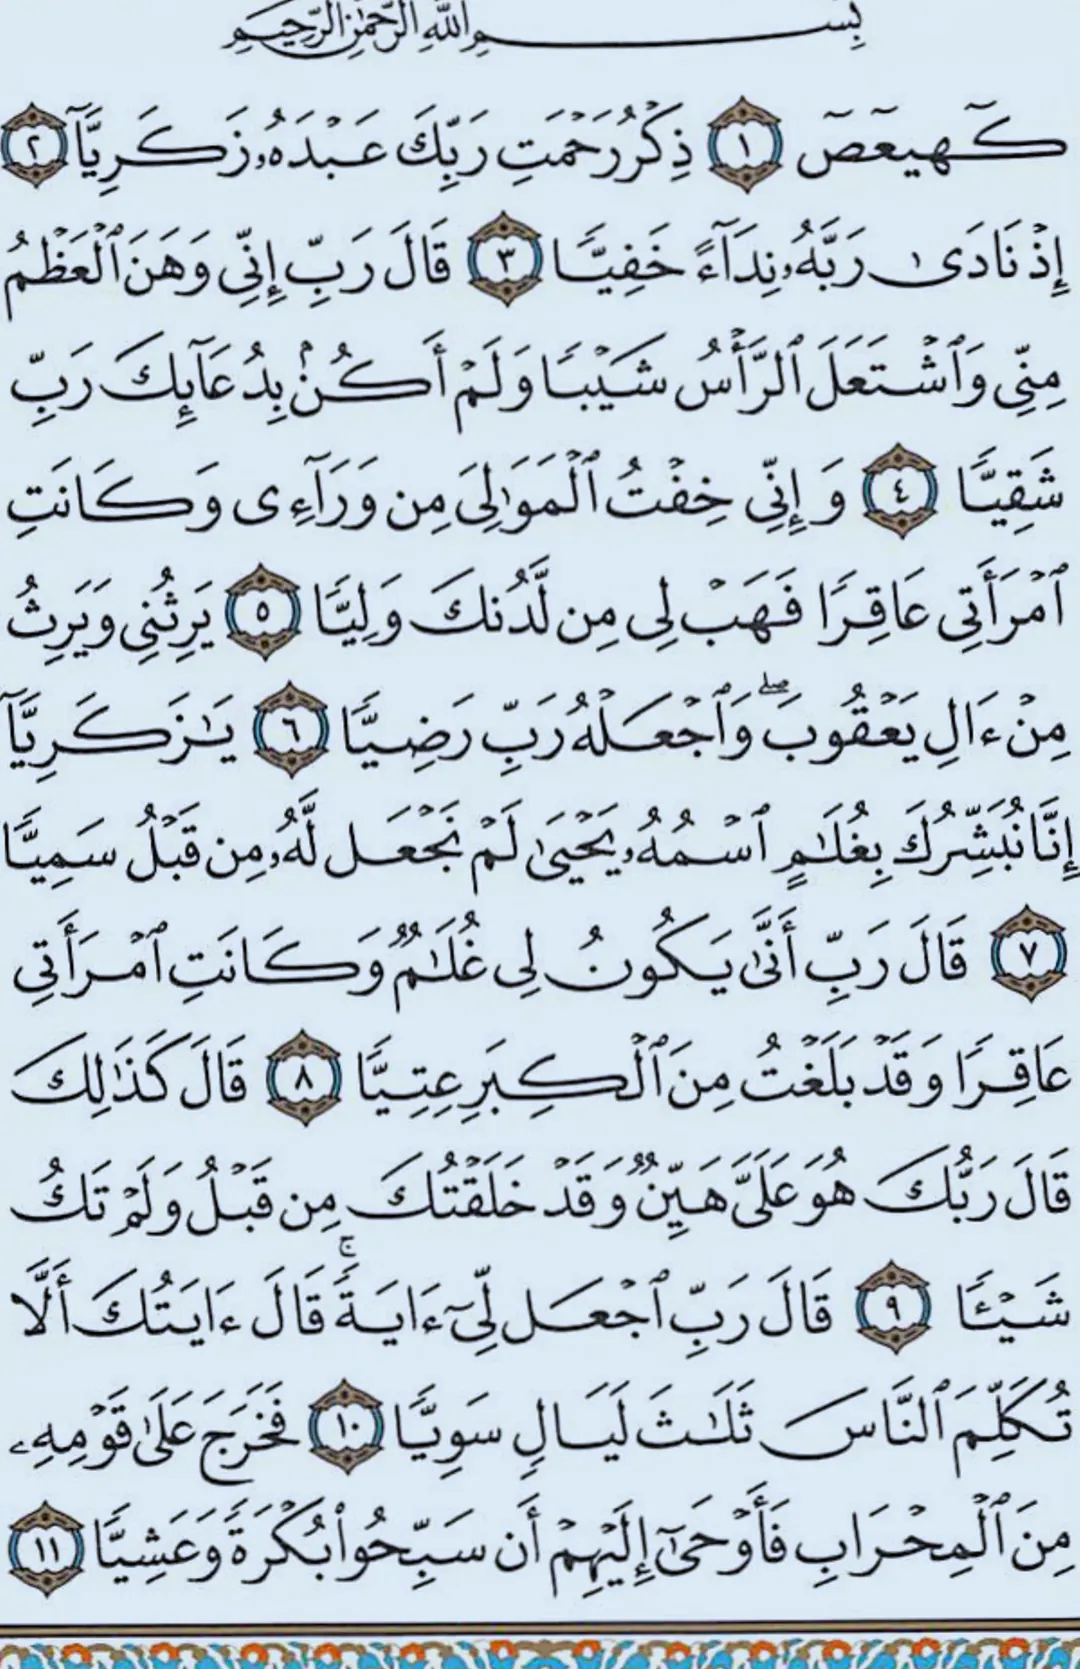 بِسۡمِ ٱللَّهِ ٱلرَّحۡمَٰنِ ٱلرَّحِيمِ
كٓهيعٓصٓ ١ ذِكۡرُ رَحۡمَتِ رَبِّكَ عَبۡدَهُۥ زَكَرِيَّآ ٢
إِذۡ نَادَىٰ رَبَّهُۥ نِدَآءً خَفِيّٗا ٣ قَالَ رَبِّ إِنِّي وَهَنَ ٱلۡعَظۡمُ
مِنِّي وَٱشۡتَعَلَ ٱلرَّأۡسُ شَيۡبٗا وَلَمۡ أَكُنۢ بِدُعَآئِكَ رَبِّ
شَقِيّٗا ٤ وَإِنِّي خِفۡتُ ٱلۡمَوَٰلِيَ مِن وَرَآءِي وَكَانَتِ
ٱمۡرَأَتِي عَاقِرٗا فَهَبۡ لِي مِن لَّدُنكَ وَلِيّٗا ٥ يَرِثُنِي وَيَرِثُ
مِنۡ ءَالِ يَعۡقُوبَۖ وَٱجۡعَلۡهُ رَبِّ رَضِيّٗا ٦ يَٰزَكَرِيَّآ
إِنَّا نُبَشِّرُكَ بِغُلَٰمٍ ٱسۡمُهُۥ يَحۡيَىٰ لَمۡ نَجۡعَل لَّهُۥ مِن قَبۡلُ سَمِيّٗا
٧ قَالَ رَبِّ أَنَّىٰ يَكُونُ لِي غُلَٰمٞ وَكَانَتِ ٱمۡرَأَتِي
عَاقِرٗا وَقَدۡ بَلَغۡتُ مِنَ ٱلۡكِبَرِ عِتِيّٗا ٨ قَالَ كَذَٰلِكَ
قَالَ رَبُّكَ هُوَ عَلَيَّ هَيِّنٞ وَقَدۡ خَلَقۡتُكَ مِن قَبۡلُ وَلَمۡ تَكُ
شَيۡـٔٗا ٩ قَالَ رَبِّ ٱجۡعَل لِّيٓ ءَايَةٗۚ قَالَ ءَايَتُكَ أَلَّا
تُكَلِّمَ ٱلنَّاسَ ثَلَٰثَ لَيَالٖ سَوِيّٗا ١٠ فَخَرَجَ عَلَىٰ قَوۡمِهِۦ
مِنَ ٱلۡمِحۡرَابِ فَأَوۡحَىٰٓ إِلَيۡهِمۡ أَن سَبِّحُواْ بُكۡرَةٗ وَعَشِيّٗا ١١